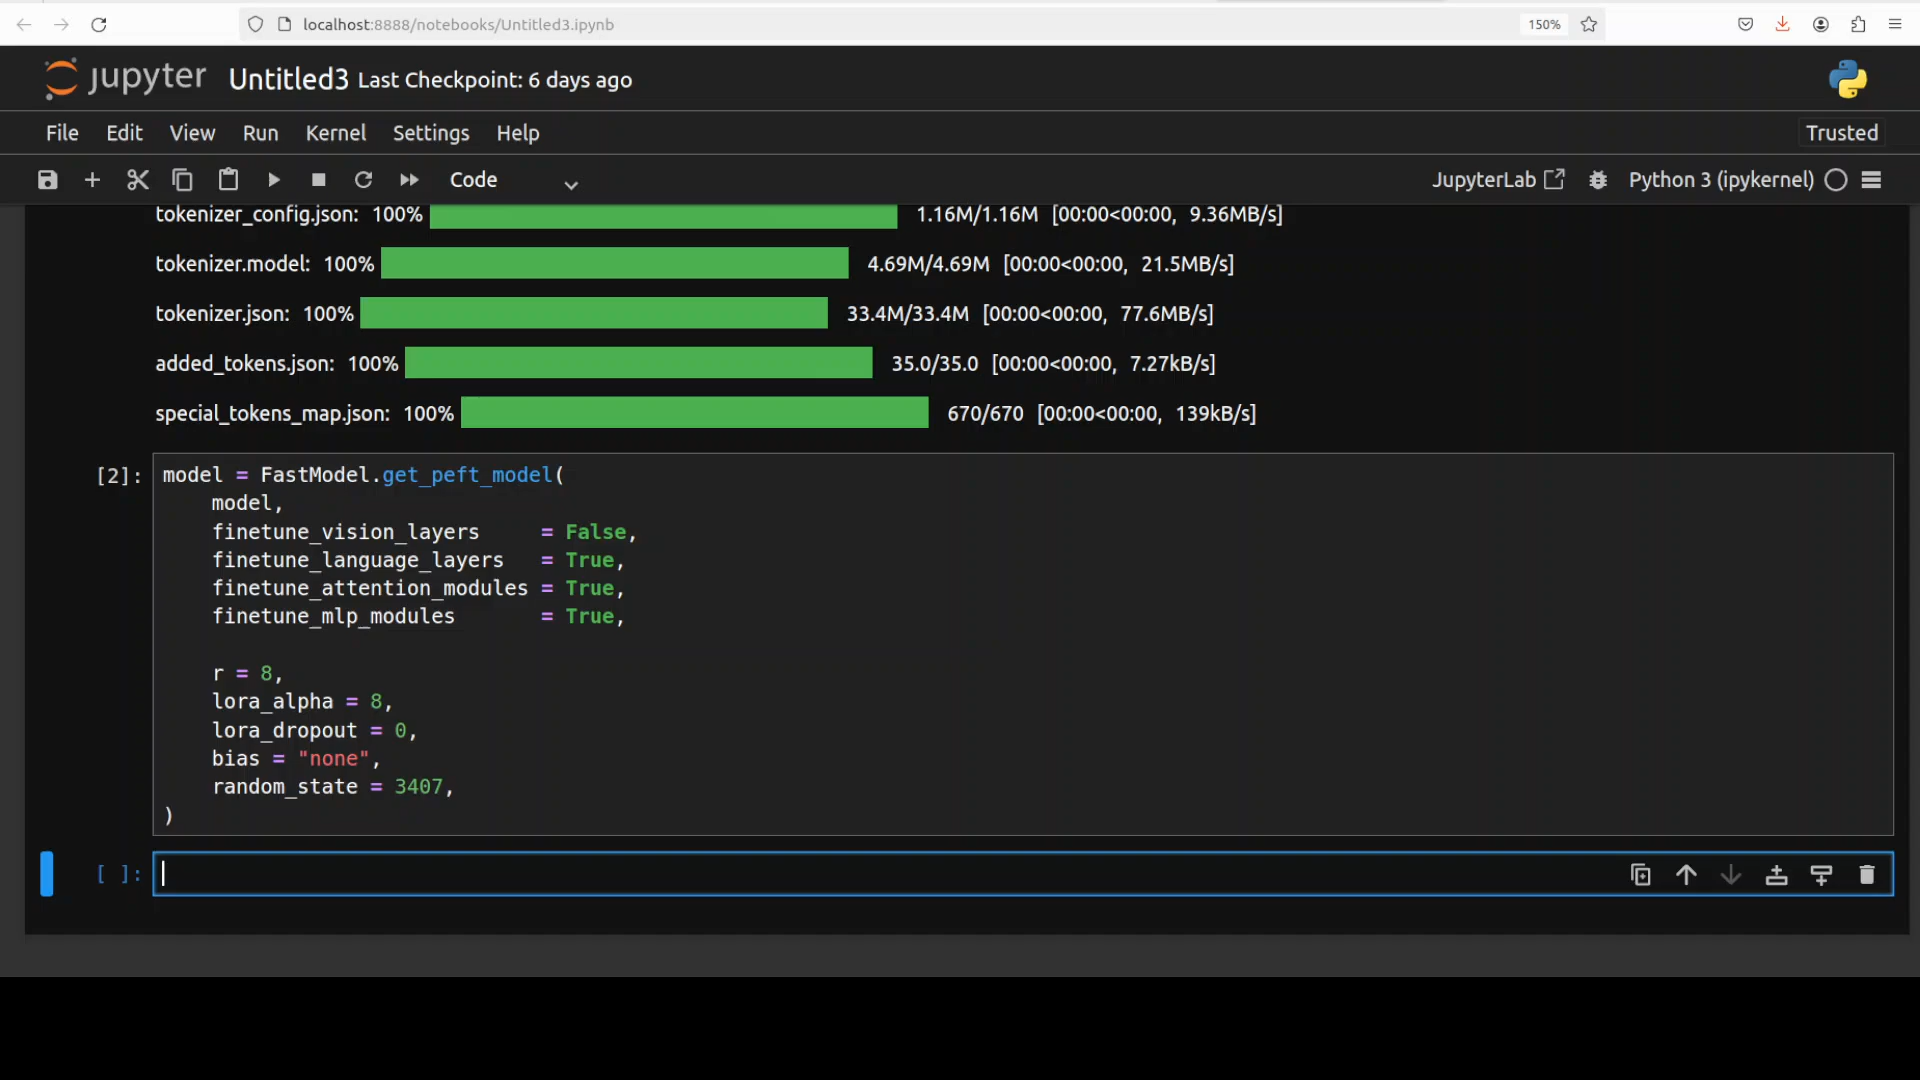 localhost:8888/notebooks/Untitled3.ipynb
150%
jupyter Untitled3 Last Checkpoint: 6 days ago
File Edit View Run Kernel Settings Help
Trusted
Code
JupyterLab
Python 3 (ipykernel)
tokenizer_config.json: 100% 1.16M/1.16M [00:00<00:00, 9.36MB/s]
tokenizer.model: 100% 4.69M/4.69M [00:00<00:00, 21.5MB/s]
tokenizer.json: 100% 33.4M/33.4M [00:00<00:00, 77.6MB/s]
added_tokens.json: 100% 35.0/35.0 [00:00<00:00, 7.27kB/s]
special_tokens_map.json: 100% 670/670 [00:00<00:00, 139kB/s]
[2]: model = FastModel.get_peft_model(
model,
finetune_vision_layers = False,
finetune_language_layers = True,
finetune_attention_modules = True,
finetune_mlp_modules = True,
r = 8,
lora_alpha = 8,
lora_dropout = 0,
bias = "none",
random_state = 3407,
)
[ ]: